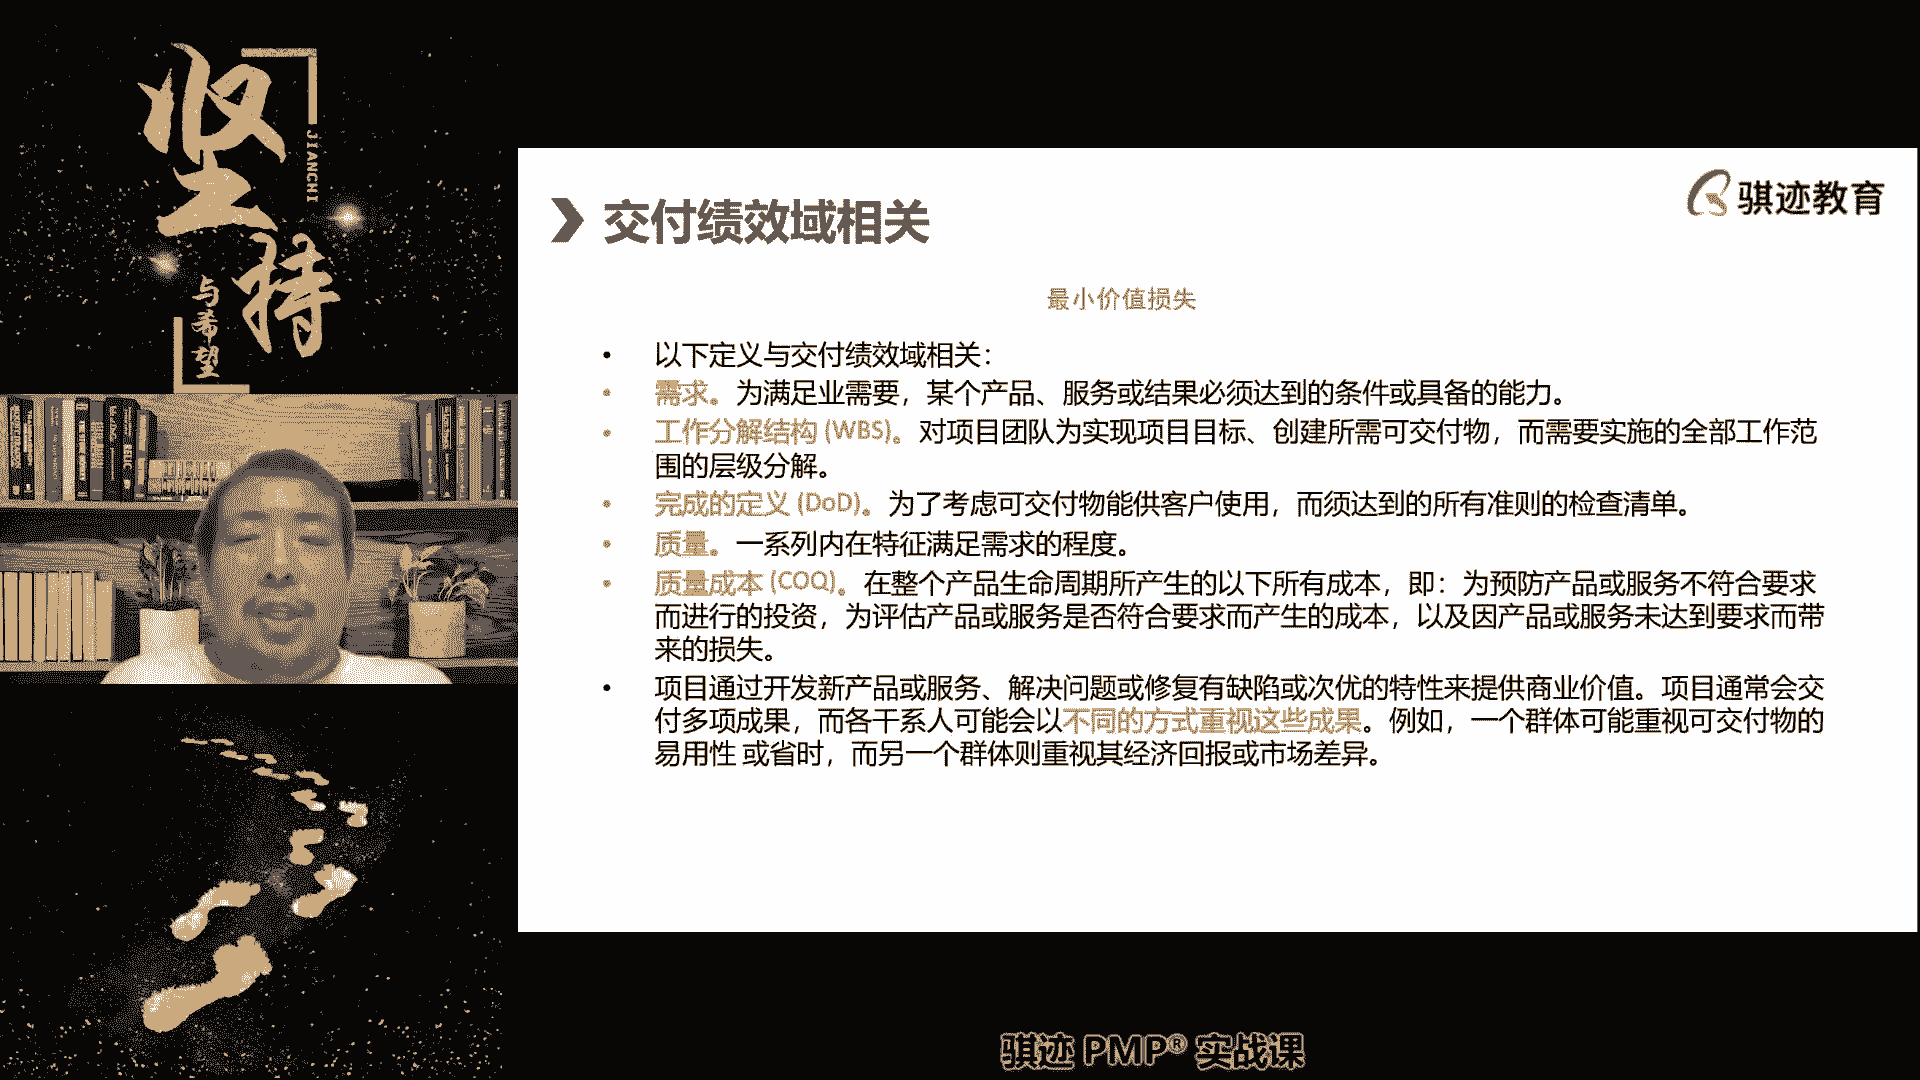 坚持
JIANCHI
与希望
骐迹教育
交付绩效域相关
最小价值损失
• 以下定义与交付绩效域相关：
• 需求。为满足业需要，某个产品、服务或结果必须达到的条件或具备的能力。
• 工作分解结构 (WBS)。对项目团队为实现项目目标、创建所需可交付物，而需要实施的全部工作范
围的层级分解。
• 完成的定义 (DoD)。为了考虑可交付物能供客户使用，而须达到的所有准则的检查清单。
• 质量。一系列内在特征满足需求的程度。
• 质量成本 (COQ)。在整个产品生命周期所产生的以下所有成本，即：为预防产品或服务不符合要求
而进行的投资，为评估产品或服务是否符合要求而产生的成本，以及因产品或服务未达到要求而带
来的损失。
• 项目通过开发新产品或服务、解决问题或修复有缺陷或次优的特性来提供商业价值。项目通常会交
付多项成果，而各干系人可能会以不同的方式重视这些成果。例如，一个群体可能重视可交付物的
易用性 或省时，而另一个群体则重视其经济回报或市场差异。
骐迹 PMP® 实战课